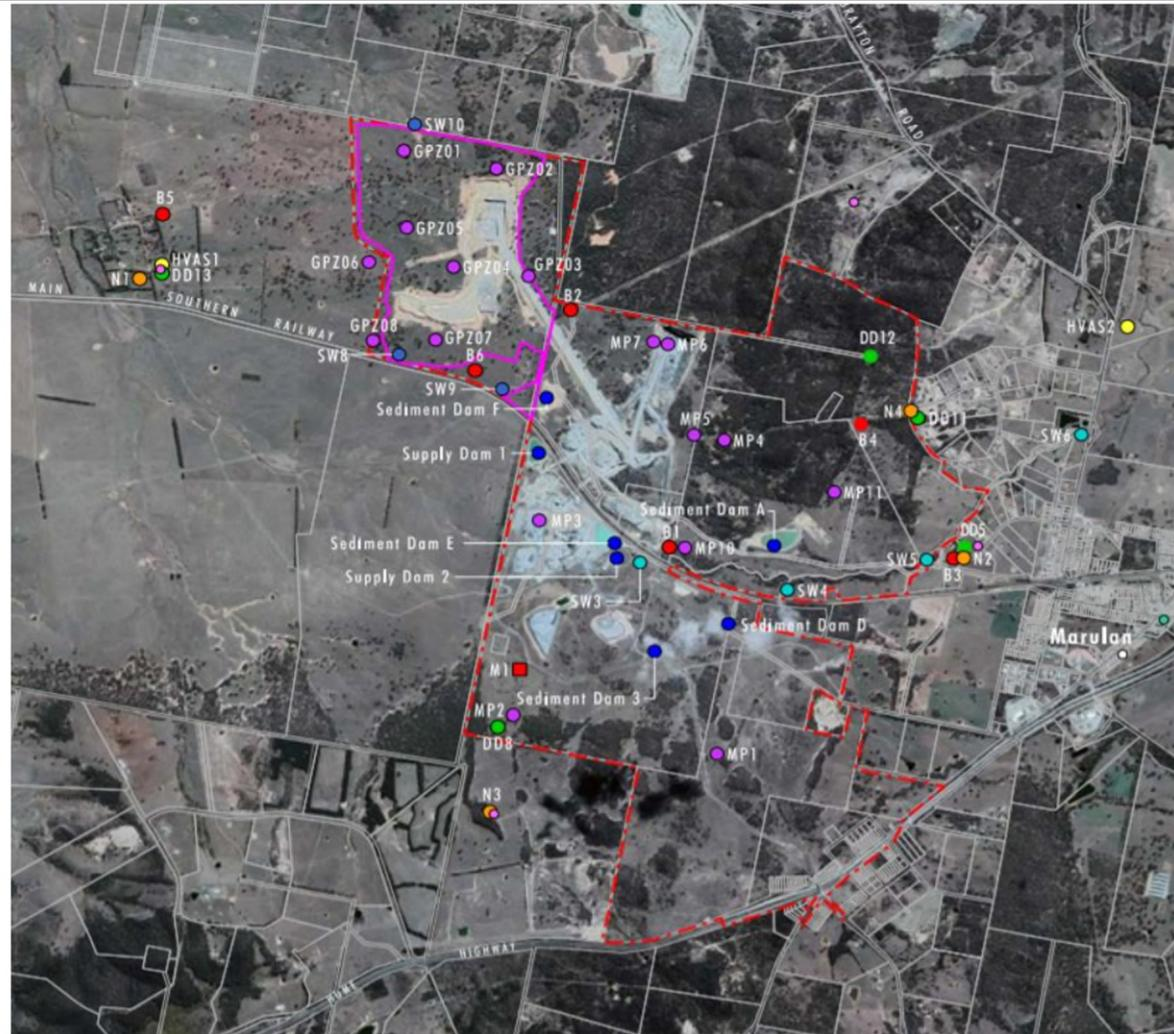 BRAYTON
ROAD
SW10
GPZ01
GPZ02
B5
GPZ05
HVAS1
GPZ06
GPZ04
GPZ03
DD13
N1
MAIN
SOUTHERN
RAILWAY
B2
HVAS2
GPZ08
GPZ07
MP7
MP6
DD12
SW8
B6
SW9
Sediment Dam F
N4
DD11
MP5
MP4
B4
SW6
Supply Dam 1
MP11
Sediment Dam A
MP3
B1
DD5
Sediment Dam E
MP10
SW5
N2
B3
Supply Dam 2
SW3
SW4
Sediment Dam D
Marulan
M1
Sediment Dam 3
MP2
DD8
MP1
N3
HIGHWAY
HUME